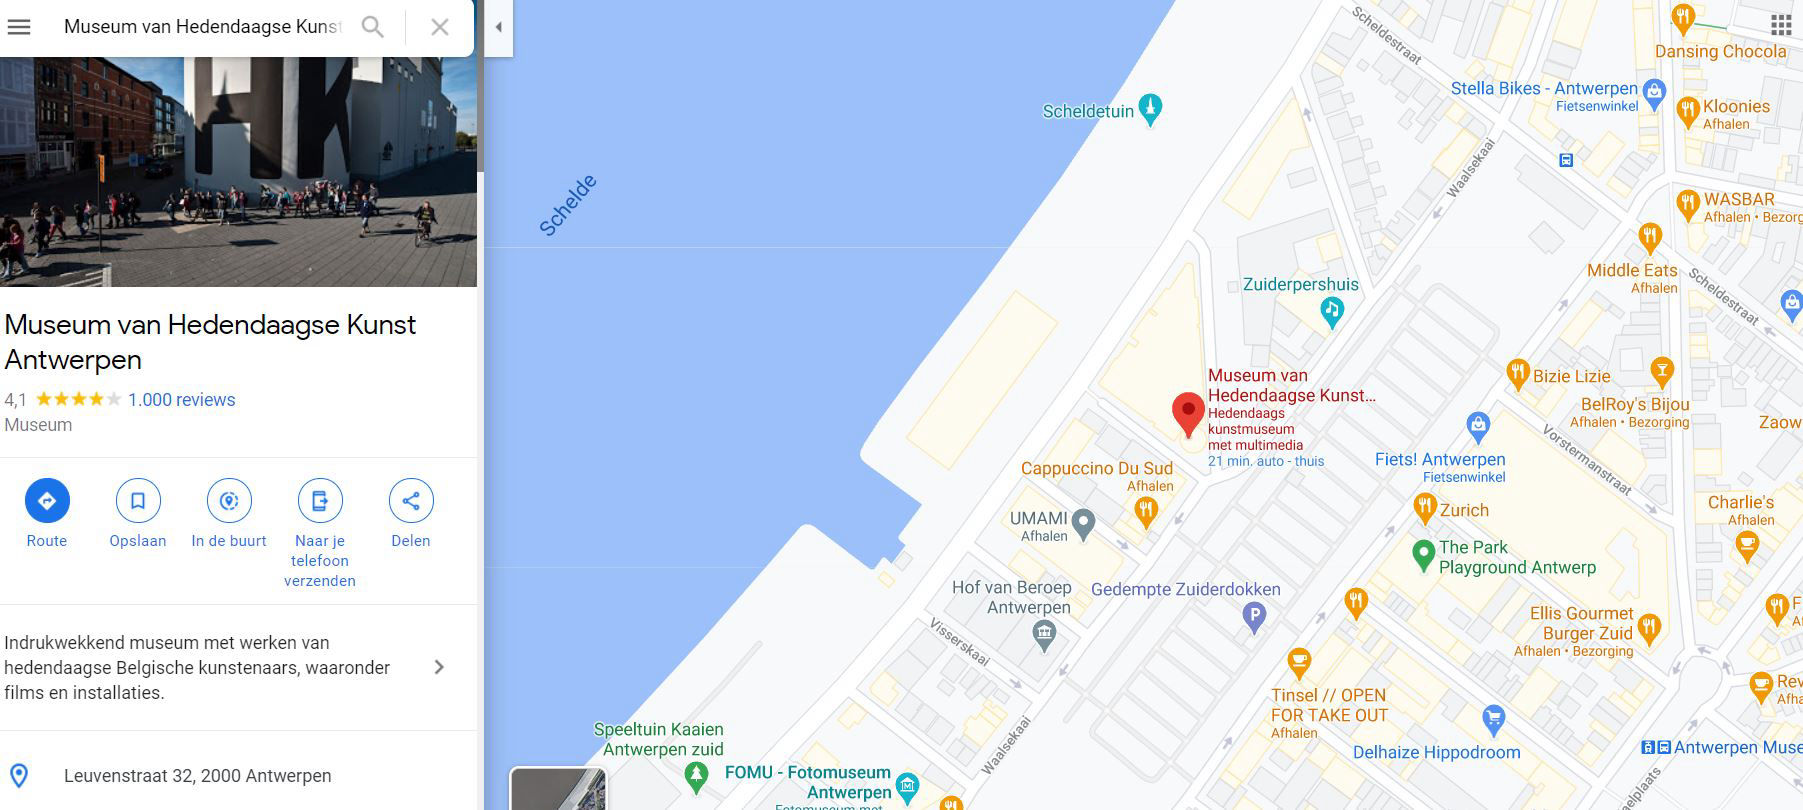 Museum van Hedendaagse Kunst
Museum van Hedendaagse Kunst
Antwerpen
4,1
1.000 reviews
Museum
Route
Opslaan
In de buurt
Naar je
telefoon
verzenden
Delen
Indrukwekkend museum met werken van
hedendaagse Belgische kunstenaars, waaronder
films en installaties.
Leuvenstraat 32, 2000 Antwerpen
Schelde
Scheldetuin
Scheldestraat
Dansing Chocola
Stella Bikes - Antwerpen
Fietsenwinkel
Kloonies
Afhalen
Waalsekaai
WASBAR
Afhalen • Bezorg
Middle Eats
Afhalen
Scheldestraat
Zuiderpershuis
Museum van
Hedendaagse Kunst...
Hedendaags
kunstmuseum
met multimedia
21 min. auto - thuis
Bizie Lizie
BelRoy's Bijou
Afhalen • Bezorging
Zaow
Vorstermanstraat
Fiets! Antwerpen
Fietsenwinkel
Cappuccino Du Sud
Afhalen
UMAMI
Afhalen
Zurich
Charlie's
Afhalen
The Park
Playground Antwerp
Hof van Beroep
Antwerpen
Gedempte Zuiderdokken
P
Visserskaai
Ellis Gourmet
Burger Zuid
Afhalen • Bezorging
F
Af
Tinsel // OPEN
FOR TAKE OUT
Afhalen
Rev
Afha
Waalsekaai
Speeltuin Kaaien
Antwerpen zuid
Delhaize Hippodroom
Antwerpen Muse
FOMU - Fotomuseum
Antwerpen
Fotomuseum met
aelplaats